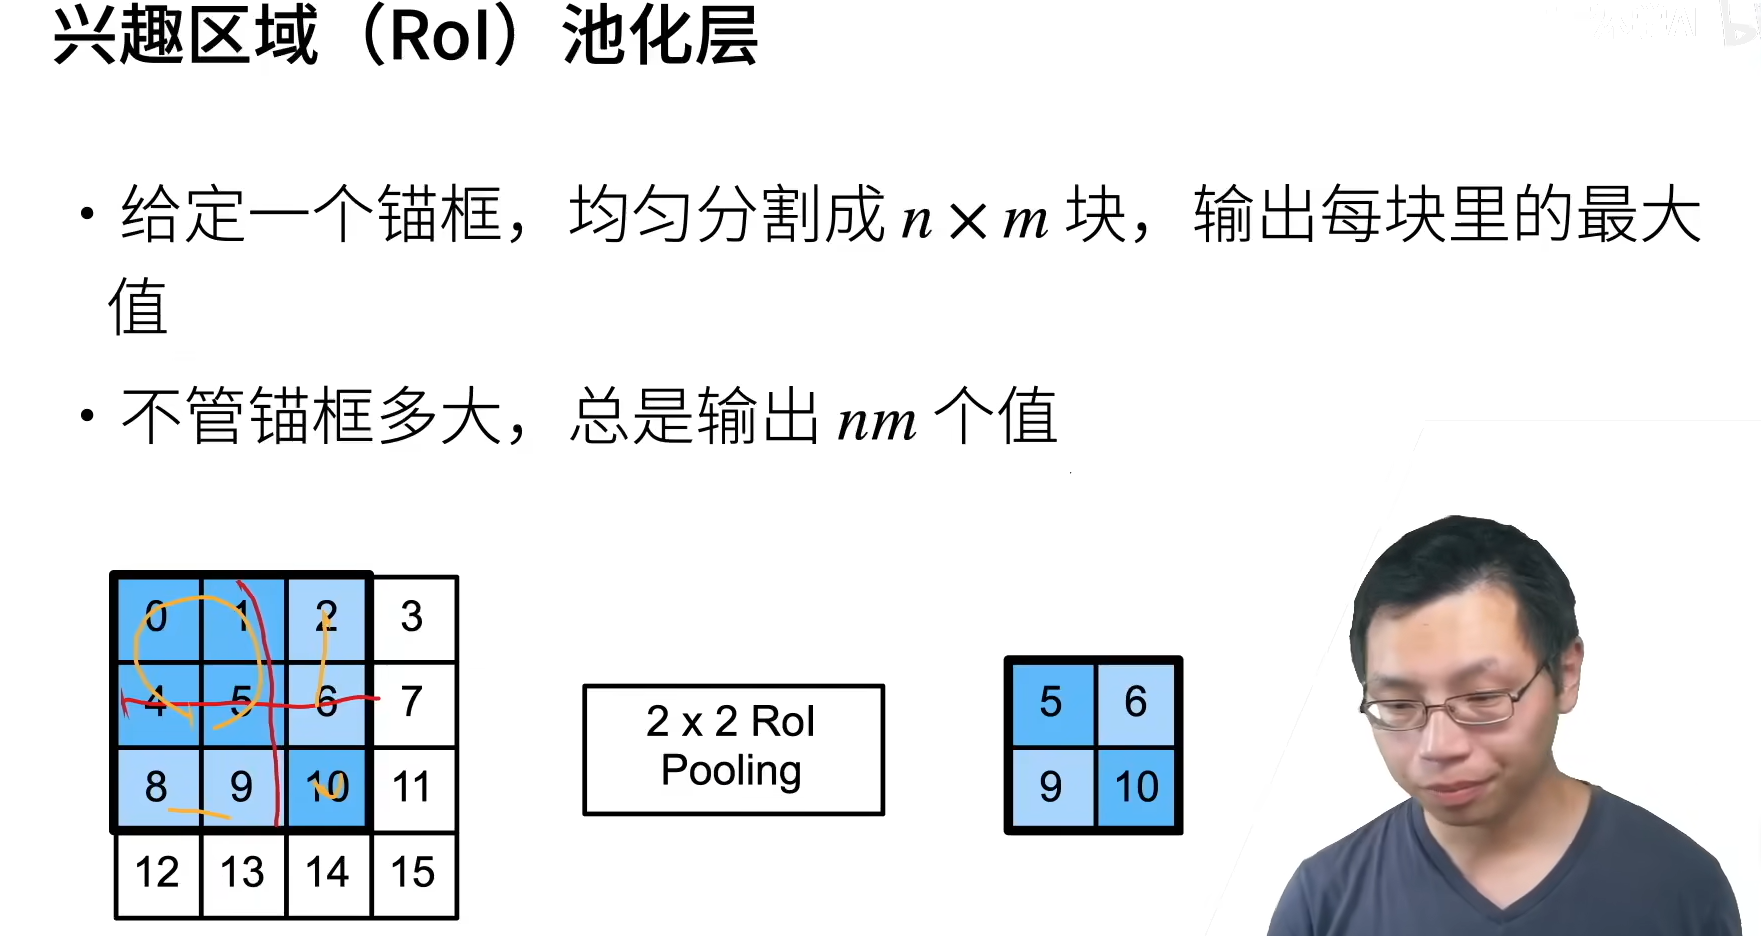 兴趣区域（RoI）池化层
• 给定一个锚框，均匀分割成 n × m 块，输出每块里的最大
值
• 不管锚框多大，总是输出 nm 个值
0 1 2 3
4 5 6 7
8 9 10 11
12 13 14 15
2 x 2 RoI
Pooling
5 6
9 10